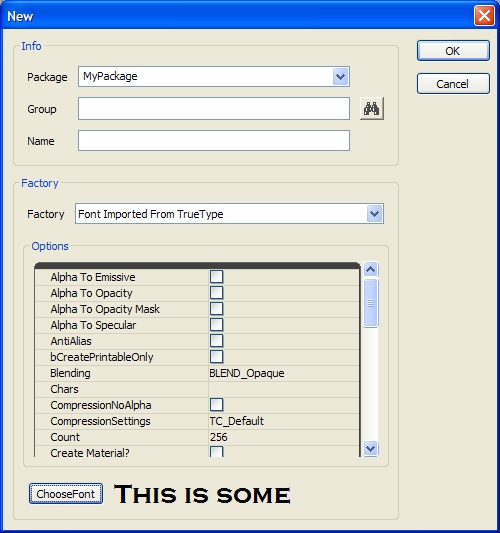 New
Info
OK
Package MyPackage
Cancel
Group
Name
Factory
Factory Font Imported From TrueType
Options
Alpha To Emissive
Alpha To Opacity
Alpha To Opacity Mask
Alpha To Specular
AntiAlias
bCreatePrintableOnly
Blending BLEND_Opaque
Chars
CompressionNoAlpha
CompressionSettings TC_Default
Count 256
Create Material?
ChooseFont This is some